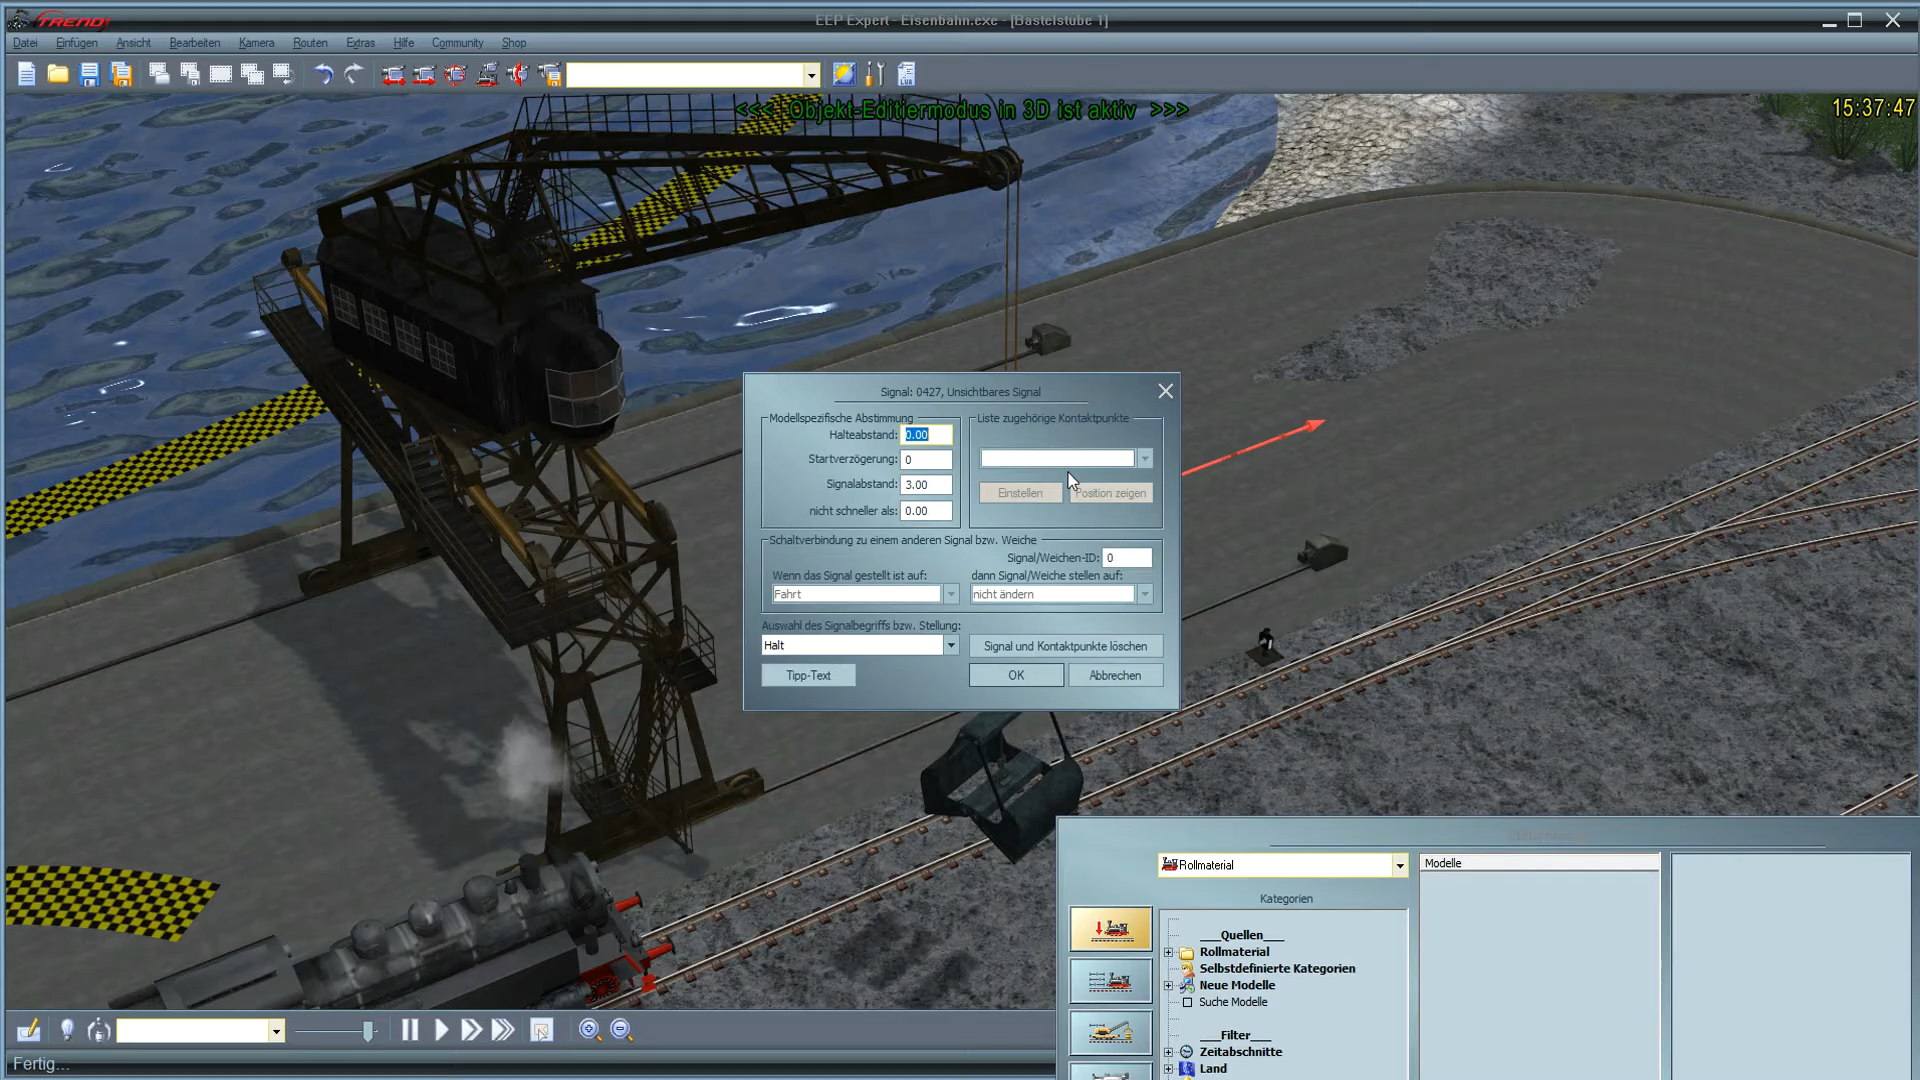 TREND!
EEP Expert - Eisenbahn.exe - [Bastelstube 1]
Datei Einfügen Ansicht Bearbeiten Kamera Routen Extras Hilfe Community Shop
LUA
<<< Objekt-Editiermodus in 3D ist aktiv >>>
15:37:47
Signal: 0427, Unsichtbares Signal
Modellspezifische Abstimmung
Halteabstand: 0.00
Startverzögerung: 0
Signalabstand: 3.00
nicht schneller als: 0.00
Liste zugehörige Kontaktpunkte
Einstellen Position zeigen
Schaltverbindung zu einem anderen Signal bzw. Weiche
Signal/Weichen-ID: 0
Wenn das Signal gestellt ist auf: dann Signal/Weiche stellen auf:
Fahrt nicht ändern
Auswahl des Signalbegriffs bzw. Stellung:
Halt Signal und Kontaktpunkte löschen
Tipp-Text OK Abbrechen
Rollmaterial
Modelle
Kategorien
___Quellen___
Rollmaterial
Selbstdefinierte Kategorien
Neue Modelle
Suche Modelle
___Filter___
Zeitabschnitte
Land
Fertig...